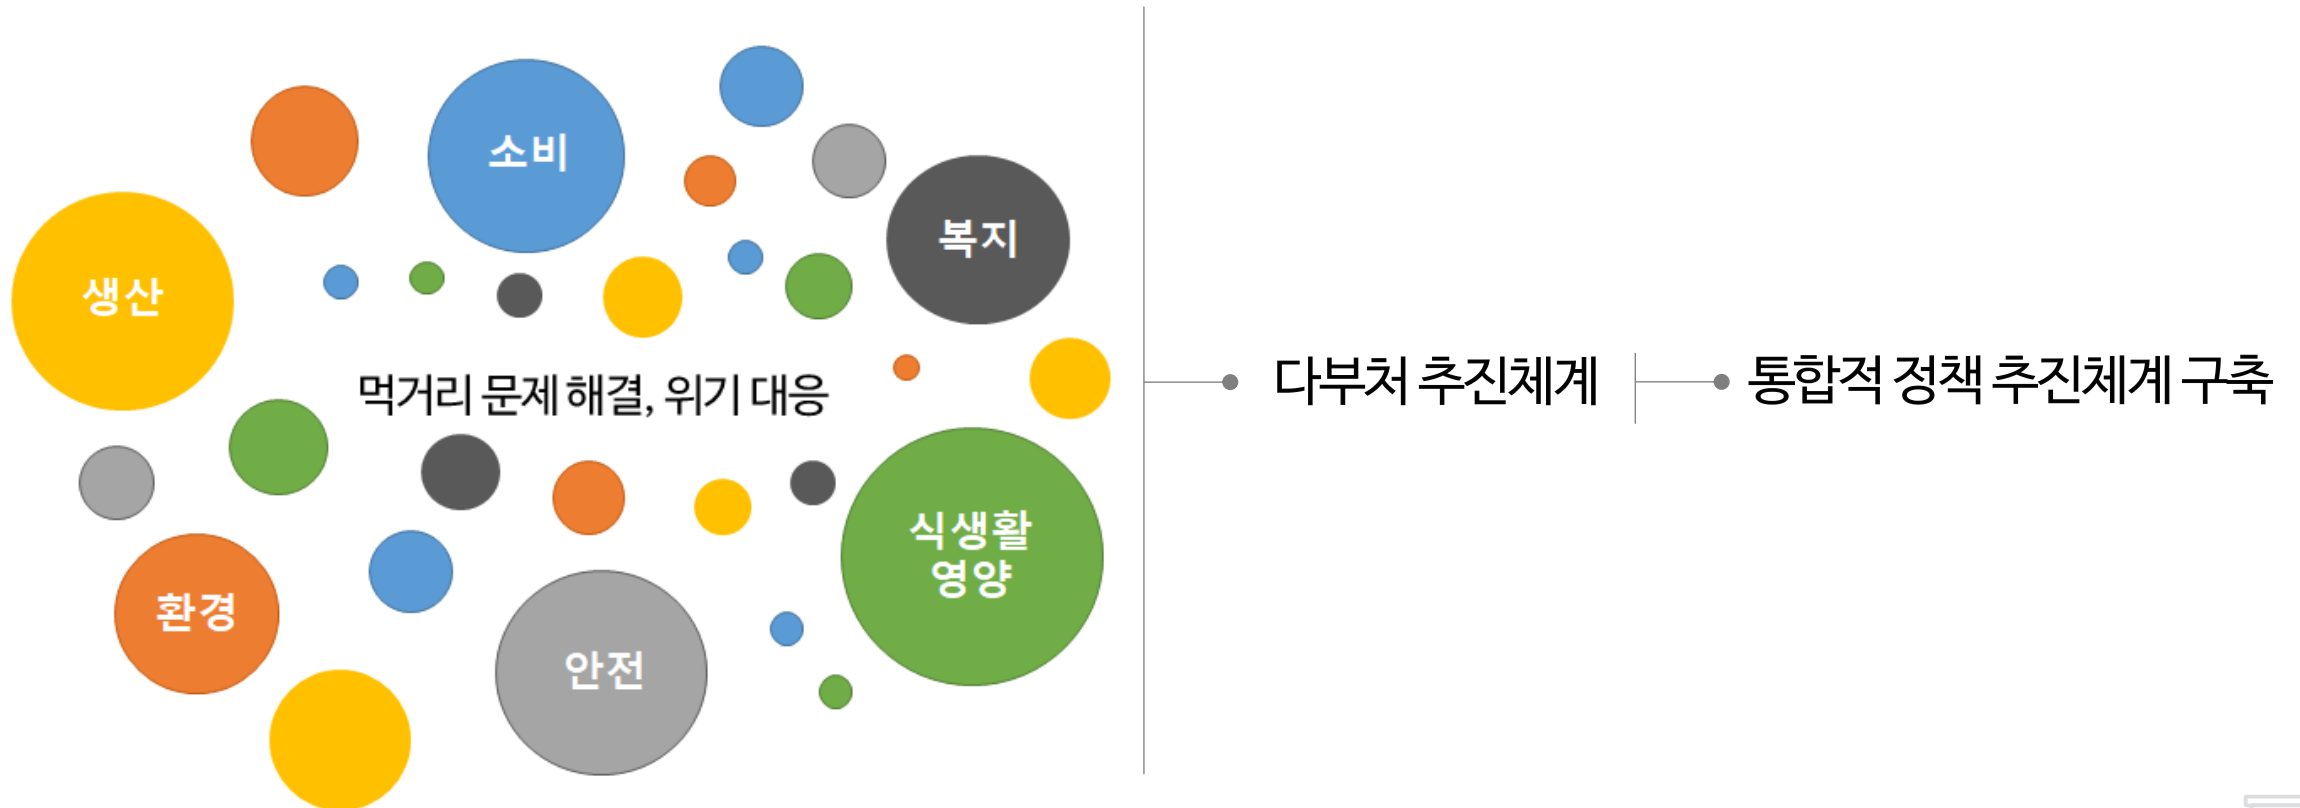 소비
복지
생산
먹거리 문제 해결, 위기 대응
식생활
영양
환경
안전
다부처 추진체계
통합적 정책 추진체계 구축